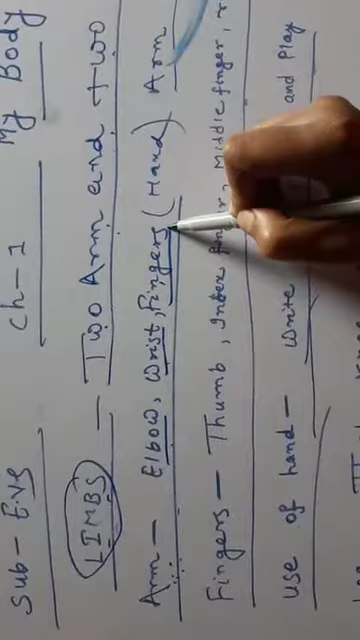 Sub - EVS Ch-1 My Body
LIMBS - Two Arm and two
Arm - Elbow, Wrist, Fingers (Hand) Arm
Fingers - Thumb, Index Middle finger,
Use of hand - Write and Play